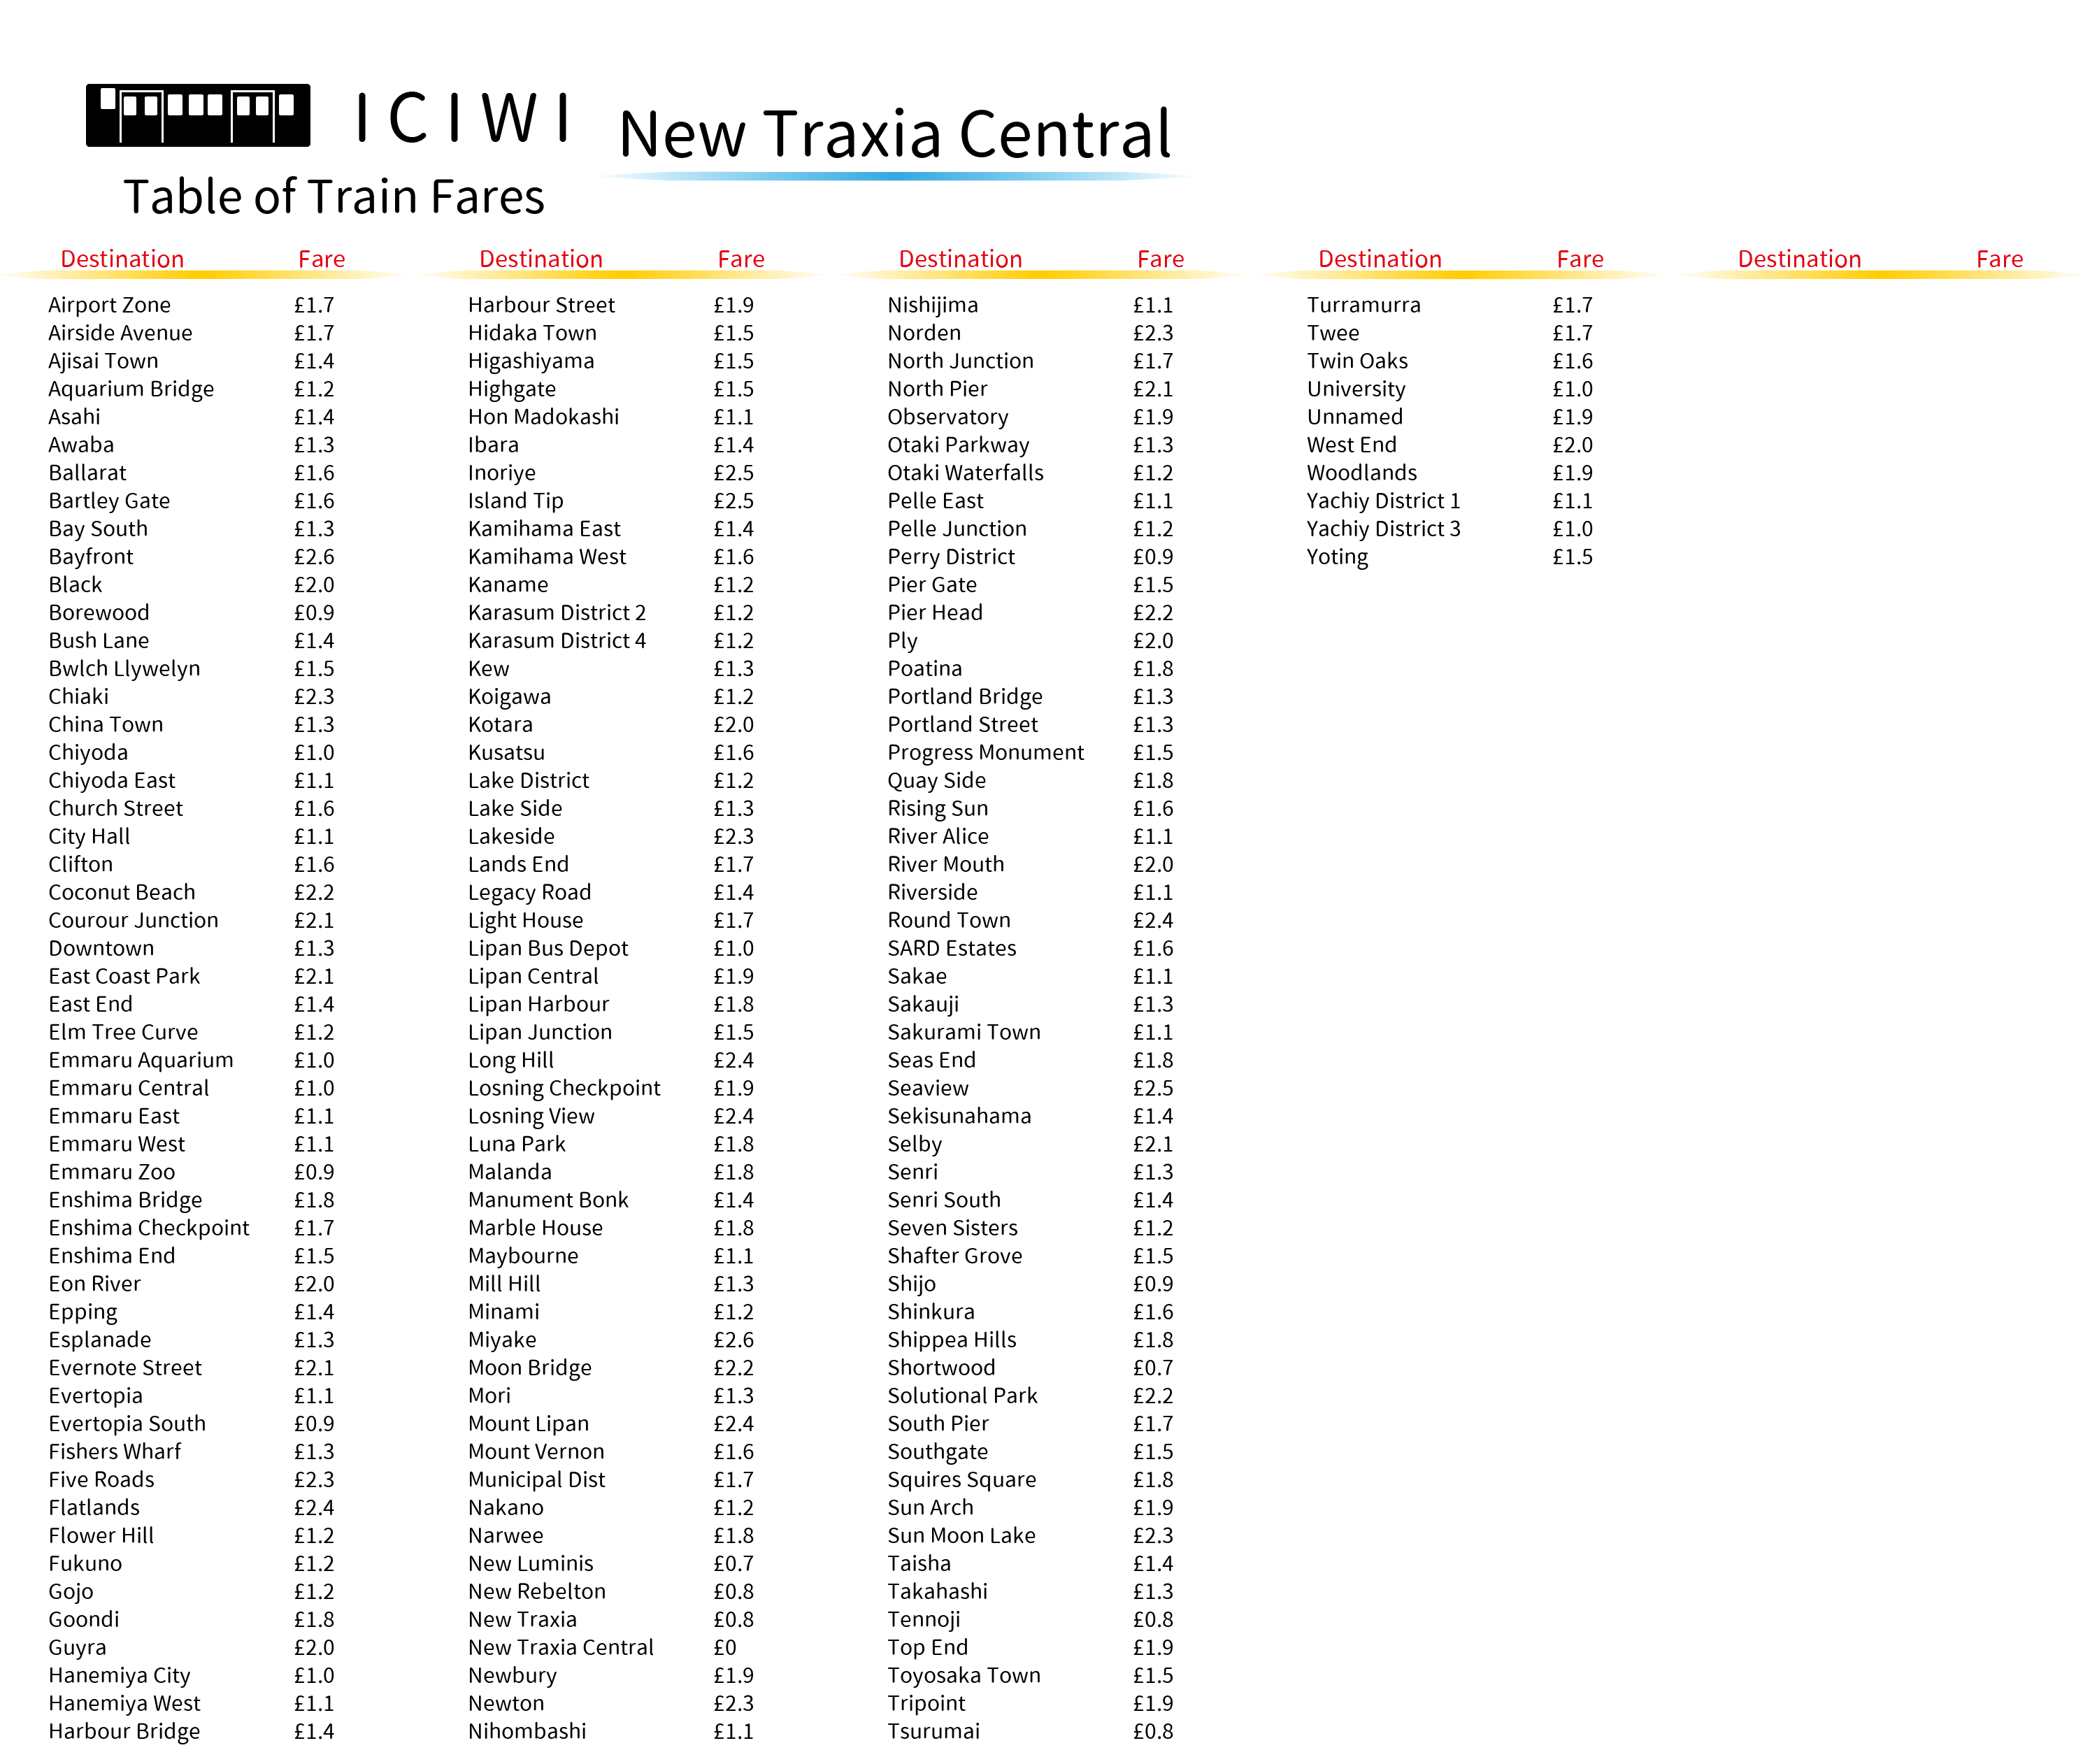 ICIWI
New Traxia Central
Table of Train Fares
Destination Fare
Airport Zone £1.7
Airside Avenue £1.7
Ajisai Town £1.4
Aquarium Bridge £1.2
Asahi £1.4
Awaba £1.3
Ballarat £1.6
Bartley Gate £1.6
Bay South £1.3
Bayfront £2.6
Black £2.0
Borewood £0.9
Bush Lane £1.4
Bwlch Llywelyn £1.5
Chiaki £2.3
China Town £1.3
Chiyoda £1.0
Chiyoda East £1.1
Church Street £1.6
City Hall £1.1
Clifton £1.6
Coconut Beach £2.2
Courour Junction £2.1
Downtown £1.3
East Coast Park £2.1
East End £1.4
Elm Tree Curve £1.2
Emmaru Aquarium £1.0
Emmaru Central £1.0
Emmaru East £1.1
Emmaru West £1.1
Emmaru Zoo £0.9
Enshima Bridge £1.8
Enshima Checkpoint £1.7
Enshima End £1.5
Eon River £2.0
Epping £1.4
Esplanade £1.3
Evernote Street £2.1
Evertopia £1.1
Evertopia South £0.9
Fishers Wharf £1.3
Five Roads £2.3
Flatlands £2.4
Flower Hill £1.2
Fukuno £1.2
Gojo £1.2
Goondi £1.8
Guyra £2.0
Hanemiya City £1.0
Hanemiya West £1.1
Harbour Bridge £1.4
Destination Fare
Harbour Street £1.9
Hidaka Town £1.5
Higashiyama £1.5
Highgate £1.5
Hon Madokashi £1.1
Ibara £1.4
Inoriye £2.5
Island Tip £2.5
Kamihama East £1.4
Kamihama West £1.6
Kaname £1.2
Karasum District 2 £1.2
Karasum District 4 £1.2
Kew £1.3
Koigawa £1.2
Kotara £2.0
Kusatsu £1.6
Lake District £1.2
Lake Side £1.3
Lakeside £2.3
Lands End £1.7
Legacy Road £1.4
Light House £1.7
Lipan Bus Depot £1.0
Lipan Central £1.9
Lipan Harbour £1.8
Lipan Junction £1.5
Long Hill £2.4
Losning Checkpoint £1.9
Losning View £2.4
Luna Park £1.8
Malanda £1.8
Manument Bonk £1.4
Marble House £1.8
Maybourne £1.1
Mill Hill £1.3
Minami £1.2
Miyake £2.6
Moon Bridge £2.2
Mori £1.3
Mount Lipan £2.4
Mount Vernon £1.6
Municipal Dist £1.7
Nakano £1.2
Narwee £1.8
New Luminis £0.7
New Rebelton £0.8
New Traxia £0.8
New Traxia Central £0
Newbury £1.9
Newton £2.3
Nihombashi £1.1
Destination Fare
Nishijima £1.1
Norden £2.3
North Junction £1.7
North Pier £2.1
Observatory £1.9
Otaki Parkway £1.3
Otaki Waterfalls £1.2
Pelle East £1.1
Pelle Junction £1.2
Perry District £0.9
Pier Gate £1.5
Pier Head £2.2
Ply £2.0
Poatina £1.8
Portland Bridge £1.3
Portland Street £1.3
Progress Monument £1.5
Quay Side £1.8
Rising Sun £1.6
River Alice £1.1
River Mouth £2.0
Riverside £1.1
Round Town £2.4
SARD Estates £1.6
Sakae £1.1
Sakauji £1.3
Sakurami Town £1.1
Seas End £1.8
Seaview £2.5
Sekisunahama £1.4
Selby £2.1
Senri £1.3
Senri South £1.4
Seven Sisters £1.2
Shafter Grove £1.5
Shijo £0.9
Shinkura £1.6
Shippea Hills £1.8
Shortwood £0.7
Solutional Park £2.2
South Pier £1.7
Southgate £1.5
Squires Square £1.8
Sun Arch £1.9
Sun Moon Lake £2.3
Taisha £1.4
Takahashi £1.3
Tennoji £0.8
Top End £1.9
Toyosaka Town £1.5
Tripoint £1.9
Tsurumai £0.8
Destination Fare
Turramurra £1.7
Twee £1.7
Twin Oaks £1.6
University £1.0
Unnamed £1.9
West End £2.0
Woodlands £1.9
Yachiy District 1 £1.1
Yachiy District 3 £1.0
Yoting £1.5
Destination Fare